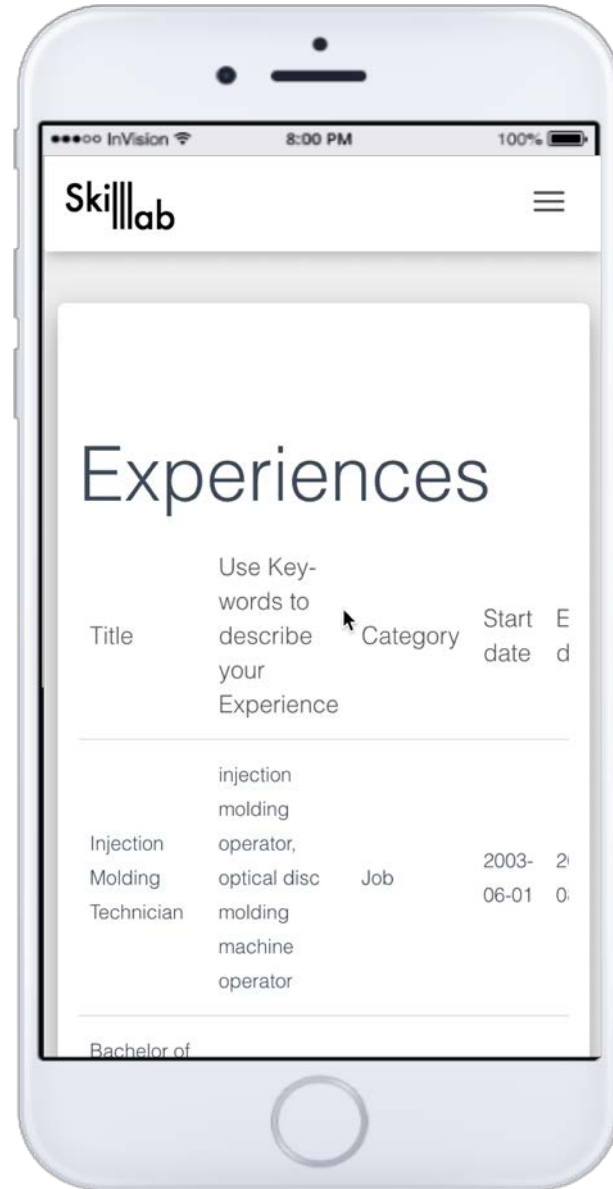 InVision 8:00 PM 100%
Skilllab
Experiences
Title
Use Key-
words to
describe
your
Experience
Category
Start
date
E
d
Injection
Molding
Technician
injection
molding
operator,
optical disc
molding
machine
operator
Job
2003-
06-01
Bachelor of